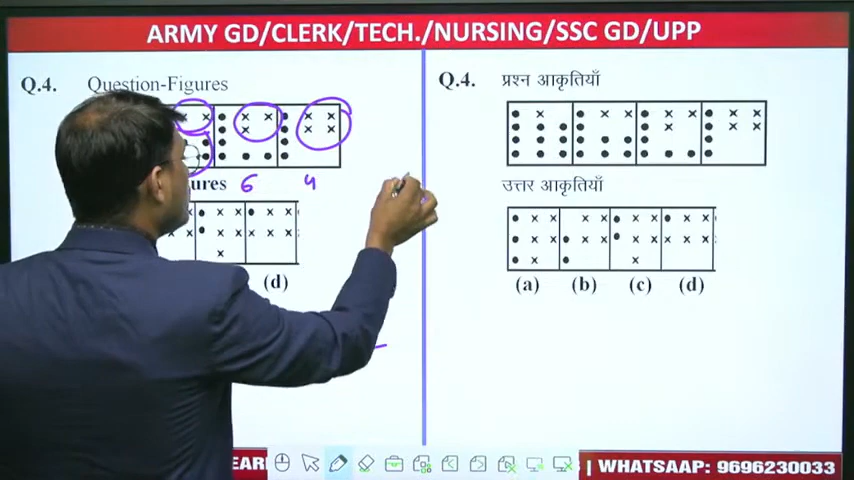 ARMY GD/CLERK/TECH./NURSING/SSC GD/UPP
Q.4. Question-Figures
6 4
(d)
Q.4. प्रश्न आकृतियाँ
उत्तर आकृतियाँ
(a) (b) (c) (d)
| WHATSAAP: 9696230033